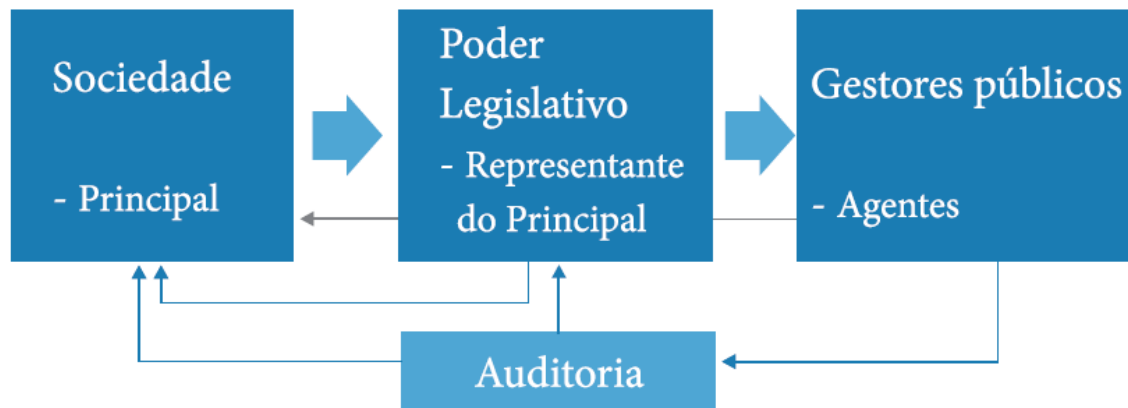 Sociedade
- Principal
Poder
Legislativo
- Representante
do Principal
Gestores públicos
- Agentes
Auditoria